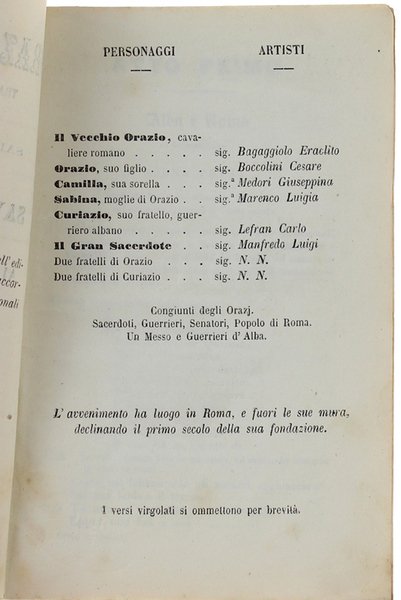 PERSONAGGI ARTISTI
Il Vecchio Orazio, cava-
liere romano . . . . . sig. Bagaggiolo Eraclito
Orazio, suo figlio . . . . sig. Boccolini Cesare
Camilla, sua sorella . . . . sig.ª Medori Giuseppina
Sabina, moglie di Orazio . . sig.ª Marenco Luigia
Curiazio, suo fratello, guer-
riero albano . . . . . sig. Lefran Carlo
Il Gran Sacerdote . . sig. Manfredo Luigi
Due fratelli di Orazio . . . sig. N. N.
Due fratelli di Curiazio . . . sig. N. N.
Congiunti degli Orazj.
Sacerdoti, Guerrieri, Senatori, Popolo di Roma.
Un Messo e Guerrieri d' Alba.
L' avvenimento ha luogo in Roma, e fuori le sue mura,
declinando il primo secolo della sua fondazione.
I versi virgolati si ommettono per brevità.
ell' edi-
accor-
onali